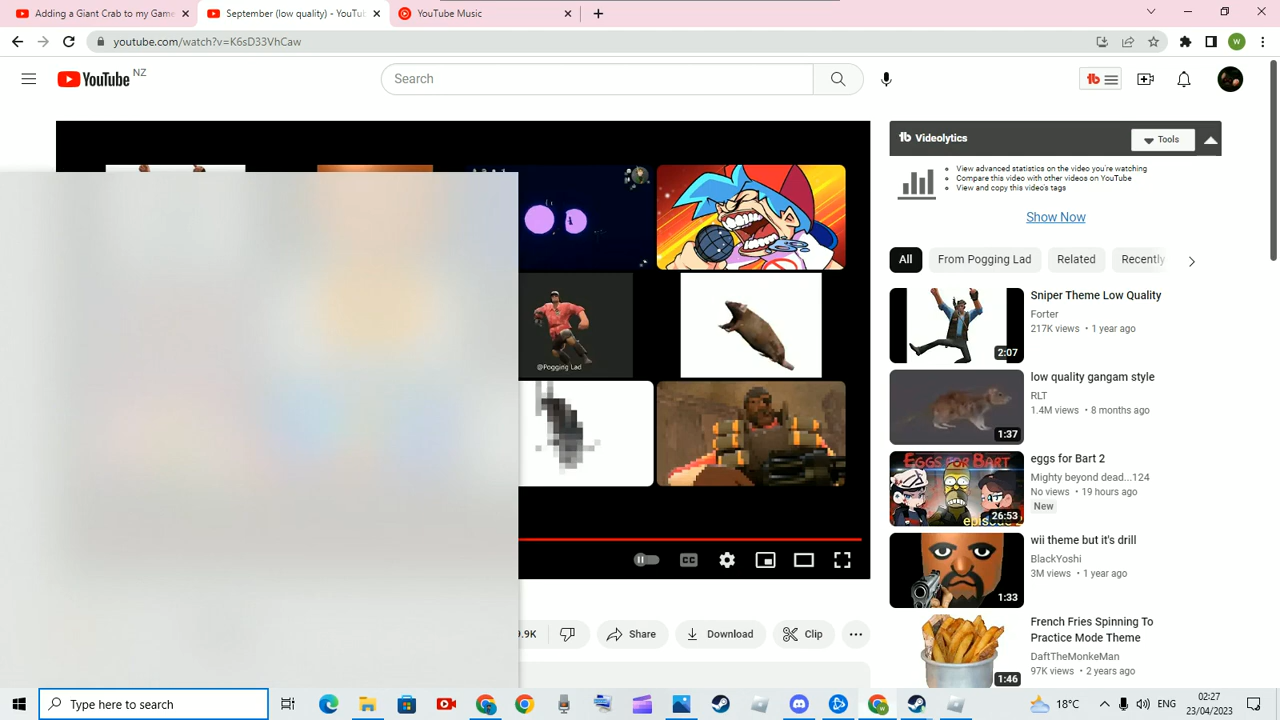 Adding a Giant Crab to my Game
September (low quality) - YouTu
YouTube Music
youtube.com/watch?v=K6sD33VhCaw
W
YouTube NZ
Search
Videolytics
Tools
View advanced statistics on the video you're watching
Compare this video with other videos on YouTube
View and copy this video's tags
Show Now
All
From Pogging Lad
Related
Recently
@Pogging Lad
Sniper Theme Low Quality
Forter
217K views • 1 year ago
2:07
low quality gangam style
RLT
1.4M views • 8 months ago
1:37
eggs for Bart 2
Mighty beyond dead...124
No views • 19 hours ago
New
EGGS FOR BART
26:53
wii theme but it's drill
BlackYoshi
3M views • 1 year ago
1:33
French Fries Spinning To
Practice Mode Theme
DaftTheMonkeMan
97K views • 2 years ago
1:46
CC
9.9K
Share
Download
Clip
Type here to search
18°C
ENG
02:27
23/04/2023